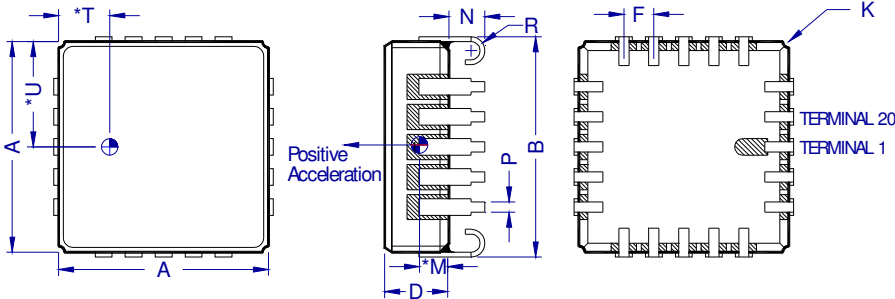 *T
N
F
K
R
*U
A
Positive
Acceleration
P
B
TERMINAL 20
TERMINAL 1
*M
A
D